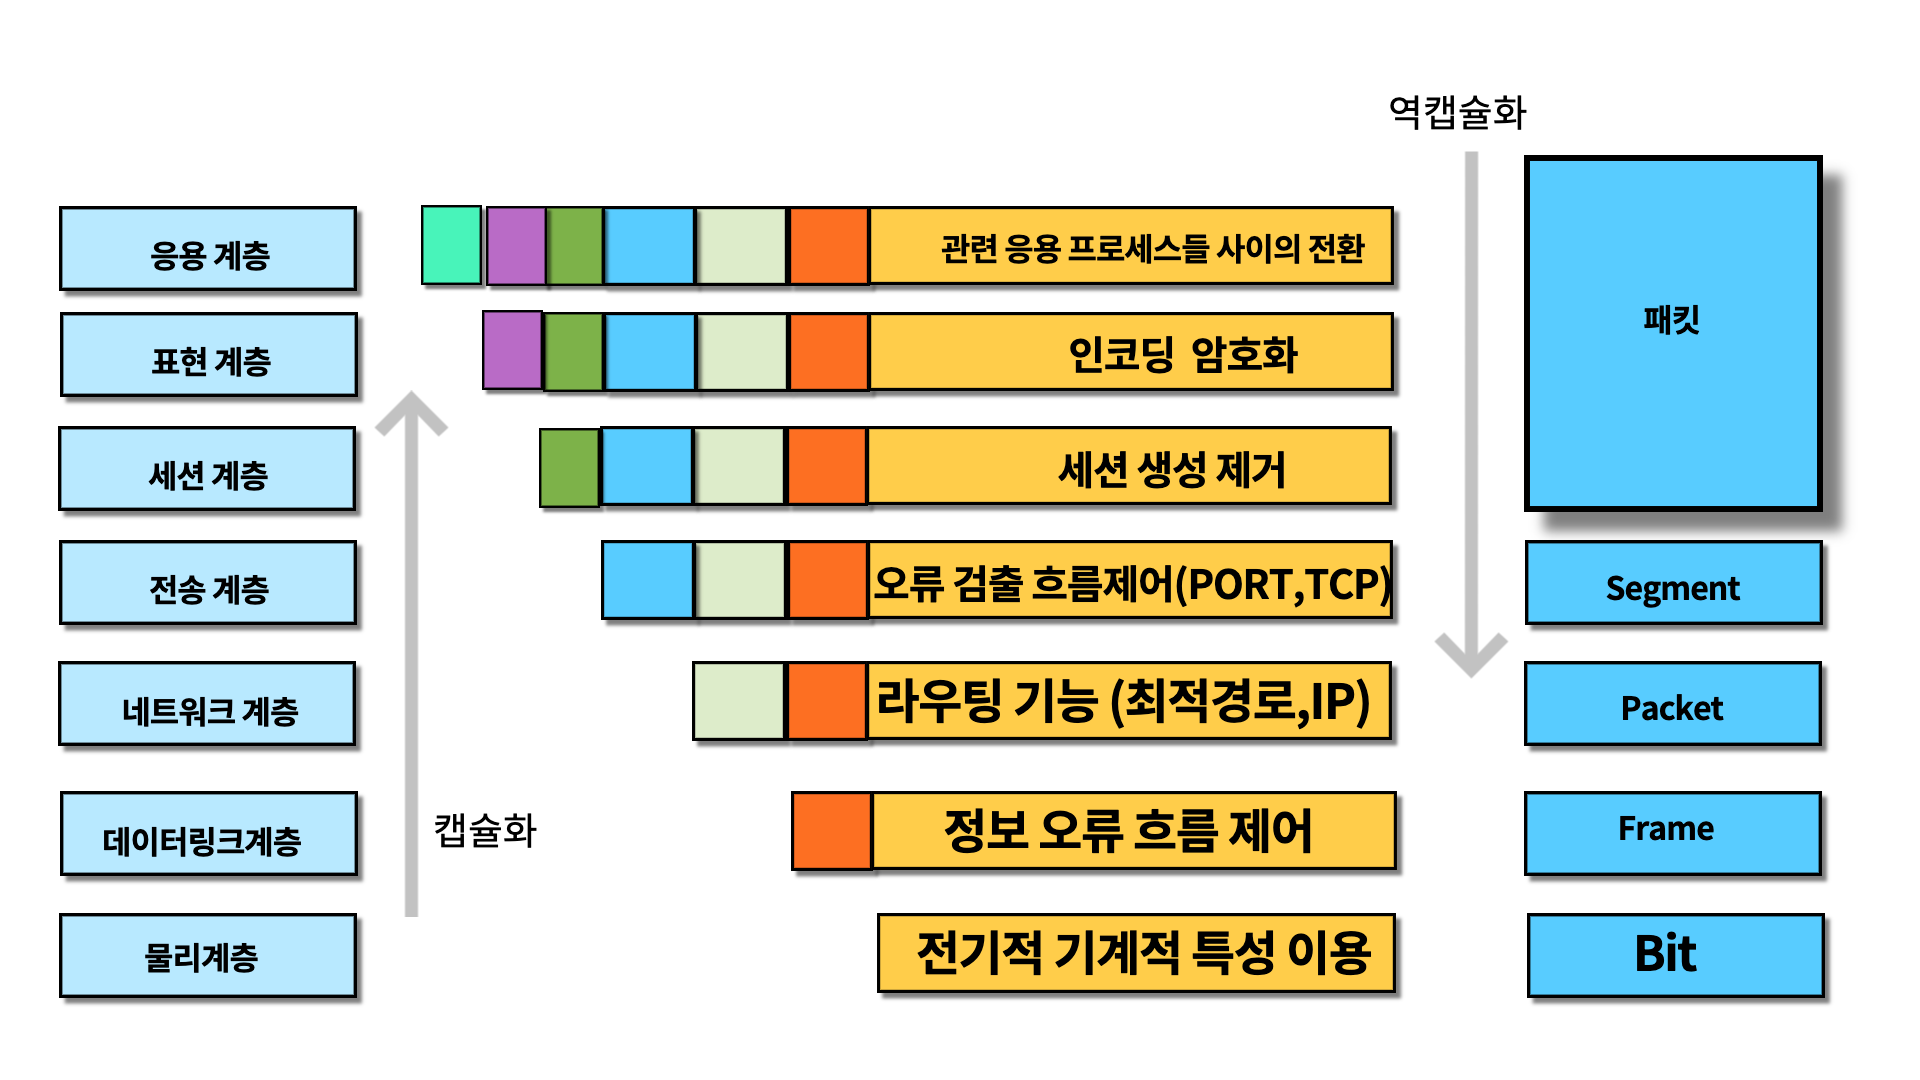 역캡슐화
응용 계층
관련 응용 프로세스들 사이의 전환
패킷
표현 계층
인코딩 암호화
세션 계층
세션 생성 제거
전송 계층
오류 검출 흐름제어(PORT,TCP)
Segment
네트워크 계층
라우팅 기능 (최적경로,IP)
Packet
데이터링크계층
캡슐화
정보 오류 흐름 제어
Frame
물리계층
전기적 기계적 특성 이용
Bit